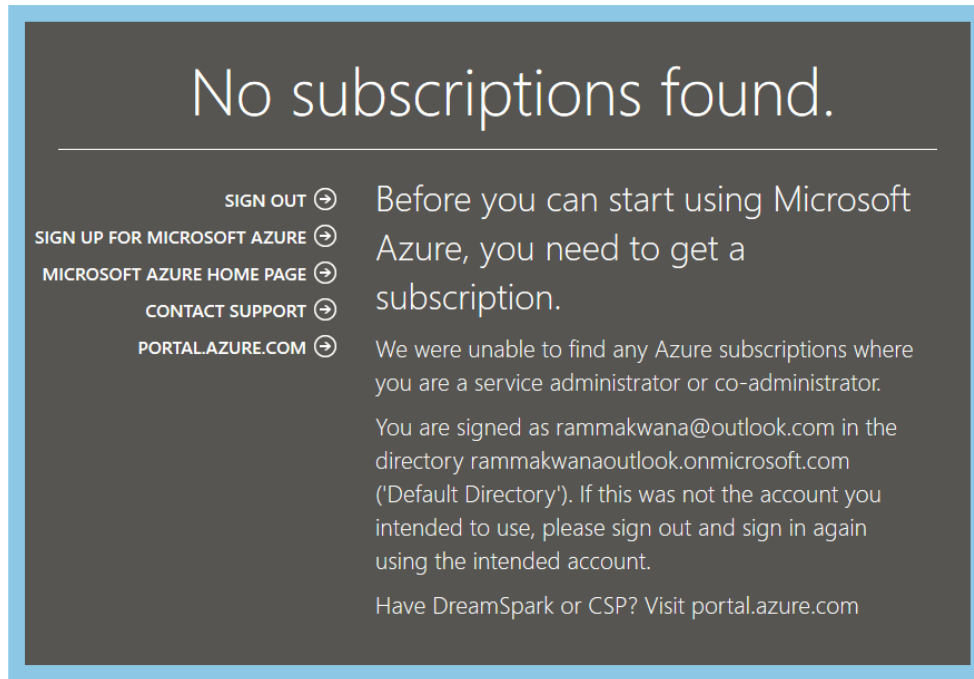 No subscriptions found.
SIGN OUT
SIGN UP FOR MICROSOFT AZURE
MICROSOFT AZURE HOME PAGE
CONTACT SUPPORT
PORTAL.AZURE.COM
Before you can start using Microsoft
Azure, you need to get a
subscription.
We were unable to find any Azure subscriptions where
you are a service administrator or co-administrator.
You are signed as rammakwana@outlook.com in the
directory rammakwanaoutlook.onmicrosoft.com
('Default Directory'). If this was not the account you
intended to use, please sign out and sign in again
using the intended account.
Have DreamSpark or CSP? Visit portal.azure.com